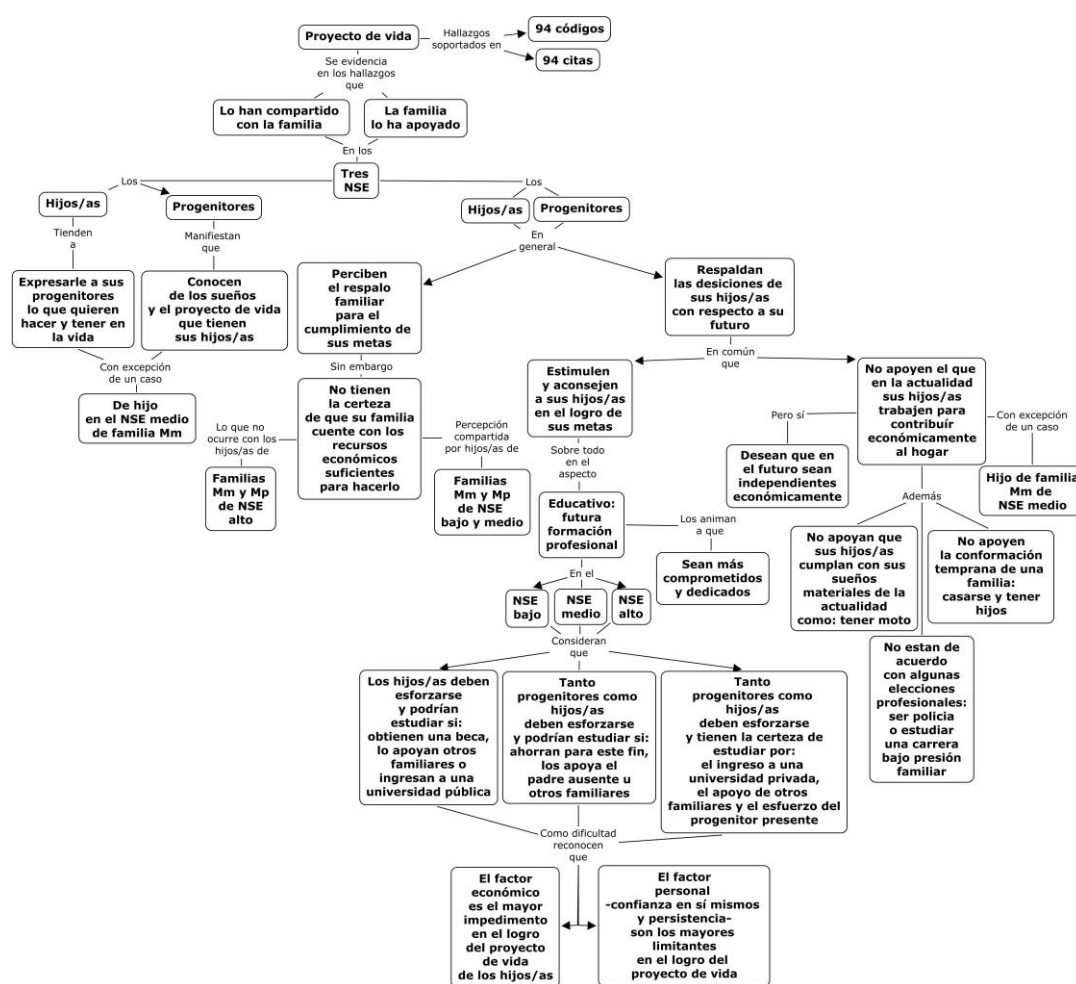 Proyecto de vida
Hallazgos
soportados en
94 códigos
94 citas
Se evidencia
en los hallazgos
que
Lo han compartido
con la familia
La familia
lo ha apoyado
En los
Tres
NSE
Los
Hijos/as
Progenitores
Tienden
a
Manifiestan
que
Expresarle a sus
progenitores
lo que quieren
hacer y tener en
la vida
Conocen
de los sueños
y el proyecto de vida
que tienen
sus hijos/as
Con excepción
de un caso
De hijo
en el NSE medio
de familia Mm
Los
Hijos/as
Progenitores
En
general
Perciben
el respalo
familiar
para el
cumplimiento de
sus metas
Sin embargo
No tienen
la certeza
de que su familia
cuente con los
recursos
económicos
suficientes
para hacerlo
Lo que no
ocurre con los
hijos/as de
Familias
Mm y Mp
de NSE
alto
Percepción
compartida
por hijos/as de
Familias
Mm y Mp
de NSE
bajo y medio
Respaldan
las desiciones de
sus hijos/as
con respecto a su
futuro
En común
que
Estimulen
y aconsejen
a sus hijos/as
en el logro de
sus metas
Sobre todo
en el
aspecto
Educativo:
futura
formación
profesional
Los animan
a que
Sean más
comprometidos
y dedicados
En el
NSE
bajo
NSE
medio
NSE
alto
Consideran
que
Los hijos/as deben
esforzarse
y podrían
estudiar si:
obtienen una beca,
lo apoyan otros
familiares o
ingresan a una
universidad pública
Tanto
progenitores como
hijos/as
deben esforzarse
y podrían estudiar si:
ahorran para este fin,
los apoya el
padre ausente u
otros familiares
Tanto
progenitores como
hijos/as
deben esforzarse
y tienen la certeza de
estudiar por:
el ingreso a una
universidad privada,
el apoyo de otros
familiares y el esfuerzo del
progenitor presente
Como dificultad
reconocen
que
El factor
económico
es el mayor
impedimento
en el logro
del proyecto
de vida
de los hijos/as
El factor
personal
-confianza en sí mismos
y persistencia-
son los mayores
limitantes
en el logro del
proyecto de vida
No apoyen el que
en la actualidad
sus hijos/as
trabajen para
contribuír
económicamente
al hogar
Pero sí
Desean que en
el futuro sean
independientes
económicamente
Con excepción
de un caso
Hijo de familia
Mm de
NSE medio
Además
No apoyan que
sus hijos/as
cumplan con sus
sueños
materiales de la
actualidad
como: tener moto
No estan de
acuerdo
con algunas
elecciones
profesionales:
ser policia
o estudiar
una carrera
bajo presión
familiar
No apoyen
la conformación
temprana de una
familia:
casarse y tener
hijos